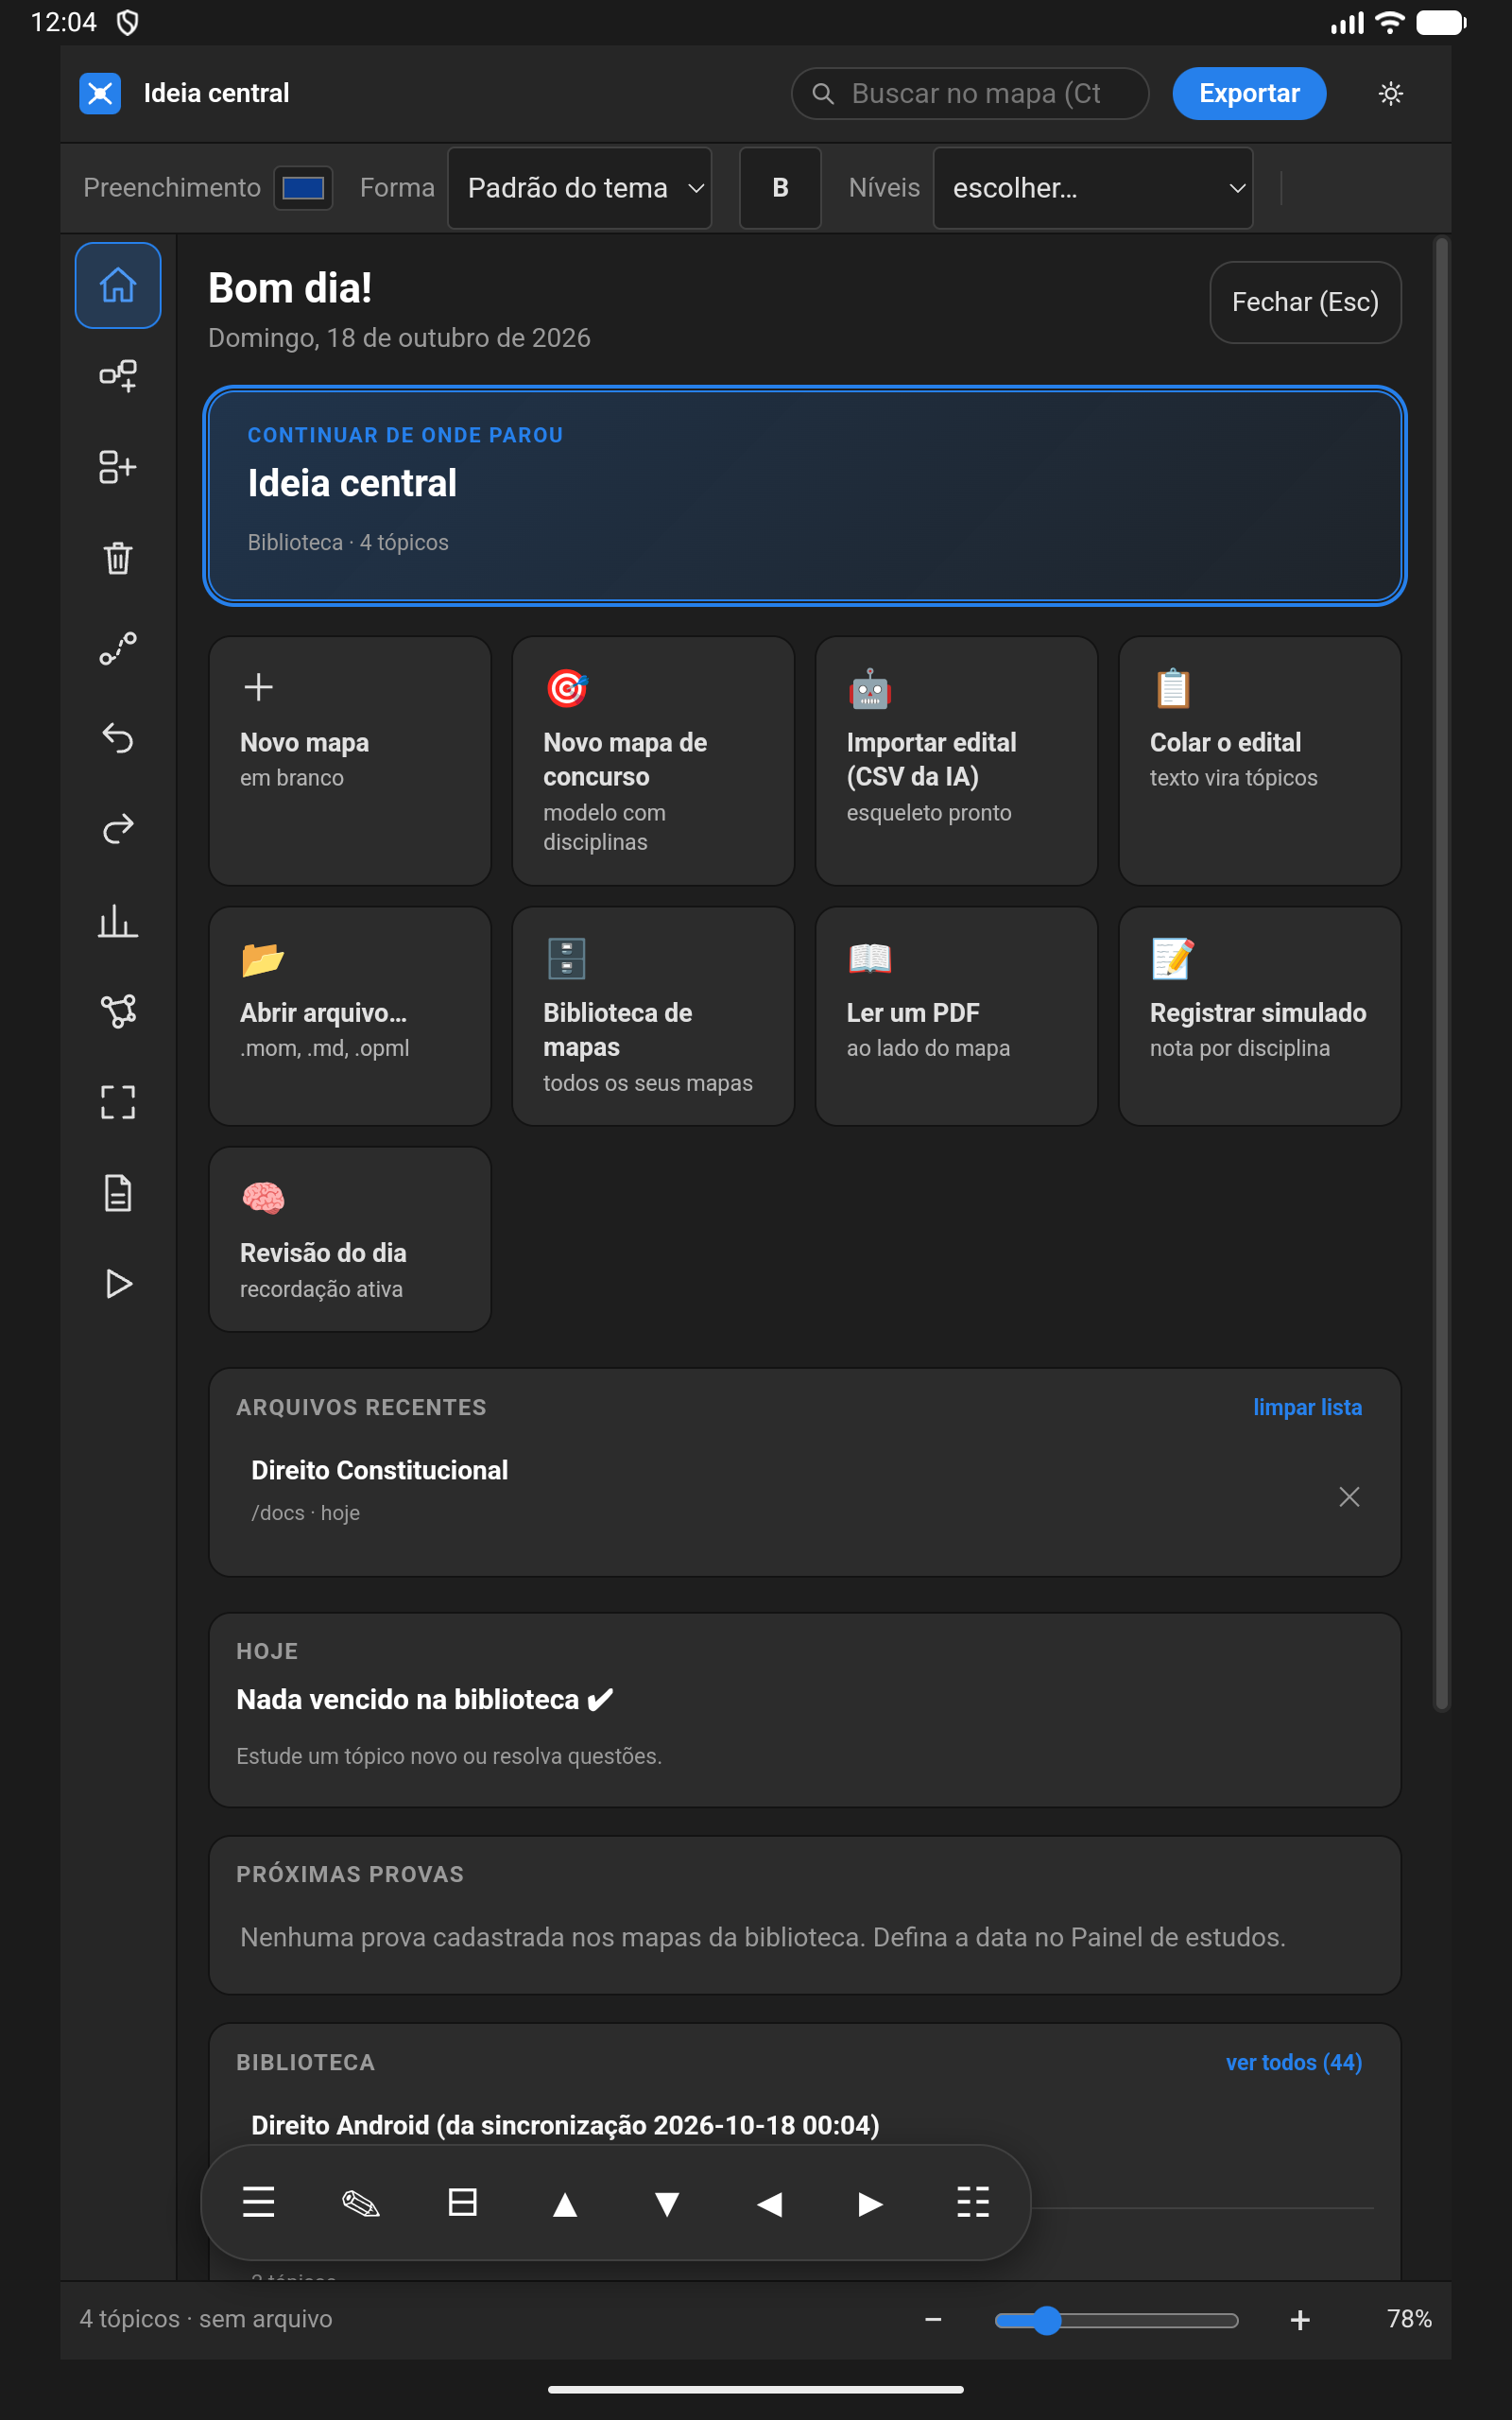 12:04
Ideia central
Buscar no mapa (Ct
Exportar
Preenchimento
Forma
Padrão do tema
B
Níveis
escolher...
Bom dia!
Fechar (Esc)
Domingo, 18 de outubro de 2026
CONTINUAR DE ONDE PAROU
Ideia central
Biblioteca · 4 tópicos
Novo mapa
em branco
Novo mapa de
concurso
modelo com
disciplinas
Importar edital
(CSV da IA)
esqueleto pronto
Colar o edital
texto vira tópicos
Abrir arquivo...
.mom, .md, .opml
Biblioteca de
mapas
todos os seus mapas
Ler um PDF
ao lado do mapa
Registrar simulado
nota por disciplina
Revisão do dia
recordação ativa
ARQUIVOS RECENTES
limpar lista
Direito Constitucional
/docs · hoje
HOJE
Nada vencido na biblioteca ✔
Estude um tópico novo ou resolva questões.
PRÓXIMAS PROVAS
Nenhuma prova cadastrada nos mapas da biblioteca. Defina a data no Painel de estudos.
BIBLIOTECA
ver todos (44)
Direito Android (da sincronização 2026-10-18 00:04)
4 tópicos · sem arquivo
78%